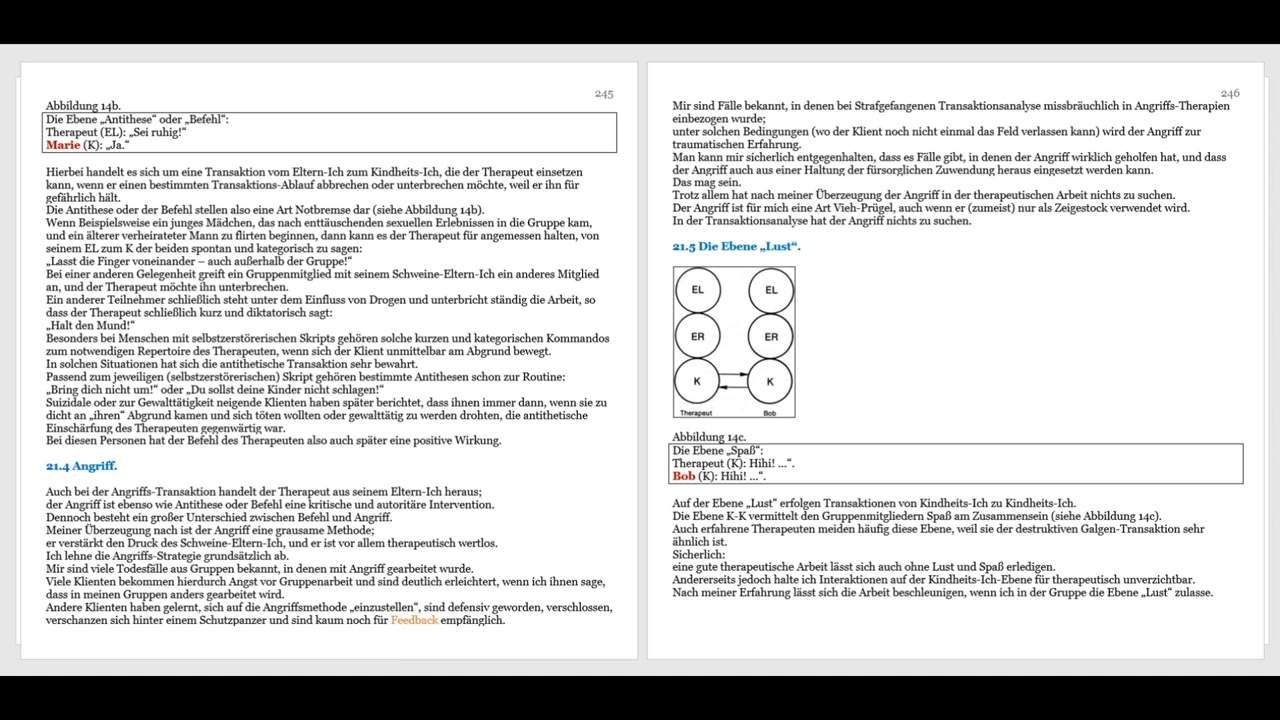 245
Abbildung 14b.
Die Ebene „Antithese“ oder „Befehl“:
Therapeut (EL): „Sei ruhig!“
Marie (K): „Ja.“
Hierbei handelt es sich um eine Transaktion vom Eltern-Ich zum Kindheits-Ich, die der Therapeut einsetzen
kann, wenn er einen bestimmten Transaktions-Ablauf abbrechen oder unterbrechen möchte, weil er ihn für
gefährlich hält.
Die Antithese oder der Befehl stellen also eine Art Notbremse dar (siehe Abbildung 14b).
Wenn Beispielsweise ein junges Mädchen, das nach enttäuschenden sexuellen Erlebnissen in die Gruppe kam,
und ein älterer verheirateter Mann zu flirten beginnen, dann kann es der Therapeut für angemessen halten, von
seinem EL zum K der beiden spontan und kategorisch zu sagen:
„Lasst die Finger voneinander – auch außerhalb der Gruppe!“
Bei einer anderen Gelegenheit greift ein Gruppenmitglied mit seinem Schweine-Eltern-Ich ein anderes Mitglied
an, und der Therapeut möchte ihn unterbrechen.
Ein anderer Teilnehmer schließlich steht unter dem Einfluss von Drogen und unterbricht ständig die Arbeit, so
dass der Therapeut schließlich kurz und diktatorisch sagt:
„Halt den Mund!“
Besonders bei Menschen mit selbstzerstörerischen Skripts gehören solche kurzen und kategorischen Kommandos
zum notwendigen Repertoire des Therapeuten, wenn sich der Klient unmittelbar am Abgrund bewegt.
In solchen Situationen hat sich die antithetische Transaktion sehr bewahrt.
Passend zum jeweiligen (selbstzerstörerischen) Skript gehören bestimmte Antithesen schon zur Routine:
„Bring dich nicht um!“ oder „Du sollst deine Kinder nicht schlagen!“
Suizidale oder zur Gewalttätigkeit neigende Klienten haben später berichtet, dass ihnen immer dann, wenn sie zu
dicht an „ihren“ Abgrund kamen und sich töten wollten oder gewalttätig zu werden drohten, die antithetische
Einschärfung des Therapeuten gegenwärtig war.
Bei diesen Personen hat der Befehl des Therapeuten also auch später eine positive Wirkung.
21.4 Angriff.
Auch bei der Angriffs-Transaktion handelt der Therapeut aus seinem Eltern-Ich heraus;
der Angriff ist ebenso wie Antithese oder Befehl eine kritische und autoritäre Intervention.
Dennoch besteht ein großer Unterschied zwischen Befehl und Angriff.
Meiner Überzeugung nach ist der Angriff eine grausame Methode;
er verstärkt den Druck des Schweine-Eltern-Ich, und er ist vor allem therapeutisch wertlos.
Ich lehne die Angriffs-Strategie grundsätzlich ab.
Mir sind viele Todesfälle aus Gruppen bekannt, in denen mit Angriff gearbeitet wurde.
Viele Klienten bekommen hierdurch Angst vor Gruppenarbeit und sind deutlich erleichtert, wenn ich ihnen sage,
dass in meinen Gruppen anders gearbeitet wird.
Andere Klienten haben gelernt, sich auf die Angriffsmethode „einzustellen“, sind defensiv geworden, verschlossen,
verschanzen sich hinter einem Schutzpanzer und sind kaum noch für Feedback empfänglich.
246
Mir sind Fälle bekannt, in denen bei Strafgefangenen Transaktionsanalyse missbräuchlich in Angriffs-Therapien
einbezogen wurde;
unter solchen Bedingungen (wo der Klient noch nicht einmal das Feld verlassen kann) wird der Angriff zur
traumatischen Erfahrung.
Man kann mir sicherlich entgegenhalten, dass es Fälle gibt, in denen der Angriff wirklich geholfen hat, und dass
der Angriff auch aus einer Haltung der fürsorglichen Zuwendung heraus eingesetzt werden kann.
Das mag sein.
Trotz allem hat nach meiner Überzeugung der Angriff in der therapeutischen Arbeit nichts zu suchen.
Der Angriff ist für mich eine Art Vieh-Prügel, auch wenn er (zumeist) nur als Zeigestock verwendet wird.
In der Transaktionsanalyse hat der Angriff nichts zu suchen.
21.5 Die Ebene „Lust“.
EL EL
ER ER
K K
Therapeut Bob
Abbildung 14c.
Die Ebene „Spaß“:
Therapeut (K): Hihi! ...“.
Bob (K): Hihi! ...“.
Auf der Ebene „Lust“ erfolgen Transaktionen von Kindheits-Ich zu Kindheits-Ich.
Die Ebene K-K vermittelt den Gruppenmitgliedern Spaß am Zusammensein (siehe Abbildung 14c).
Auch erfahrene Therapeuten meiden häufig diese Ebene, weil sie der destruktiven Galgen-Transaktion sehr
ähnlich ist.
Sicherlich:
eine gute therapeutische Arbeit lässt sich auch ohne Lust und Spaß erledigen.
Andererseits jedoch halte ich Interaktionen auf der Kindheits-Ich-Ebene für therapeutisch unverzichtbar.
Nach meiner Erfahrung lässt sich die Arbeit beschleunigen, wenn ich in der Gruppe die Ebene „Lust“ zulasse.